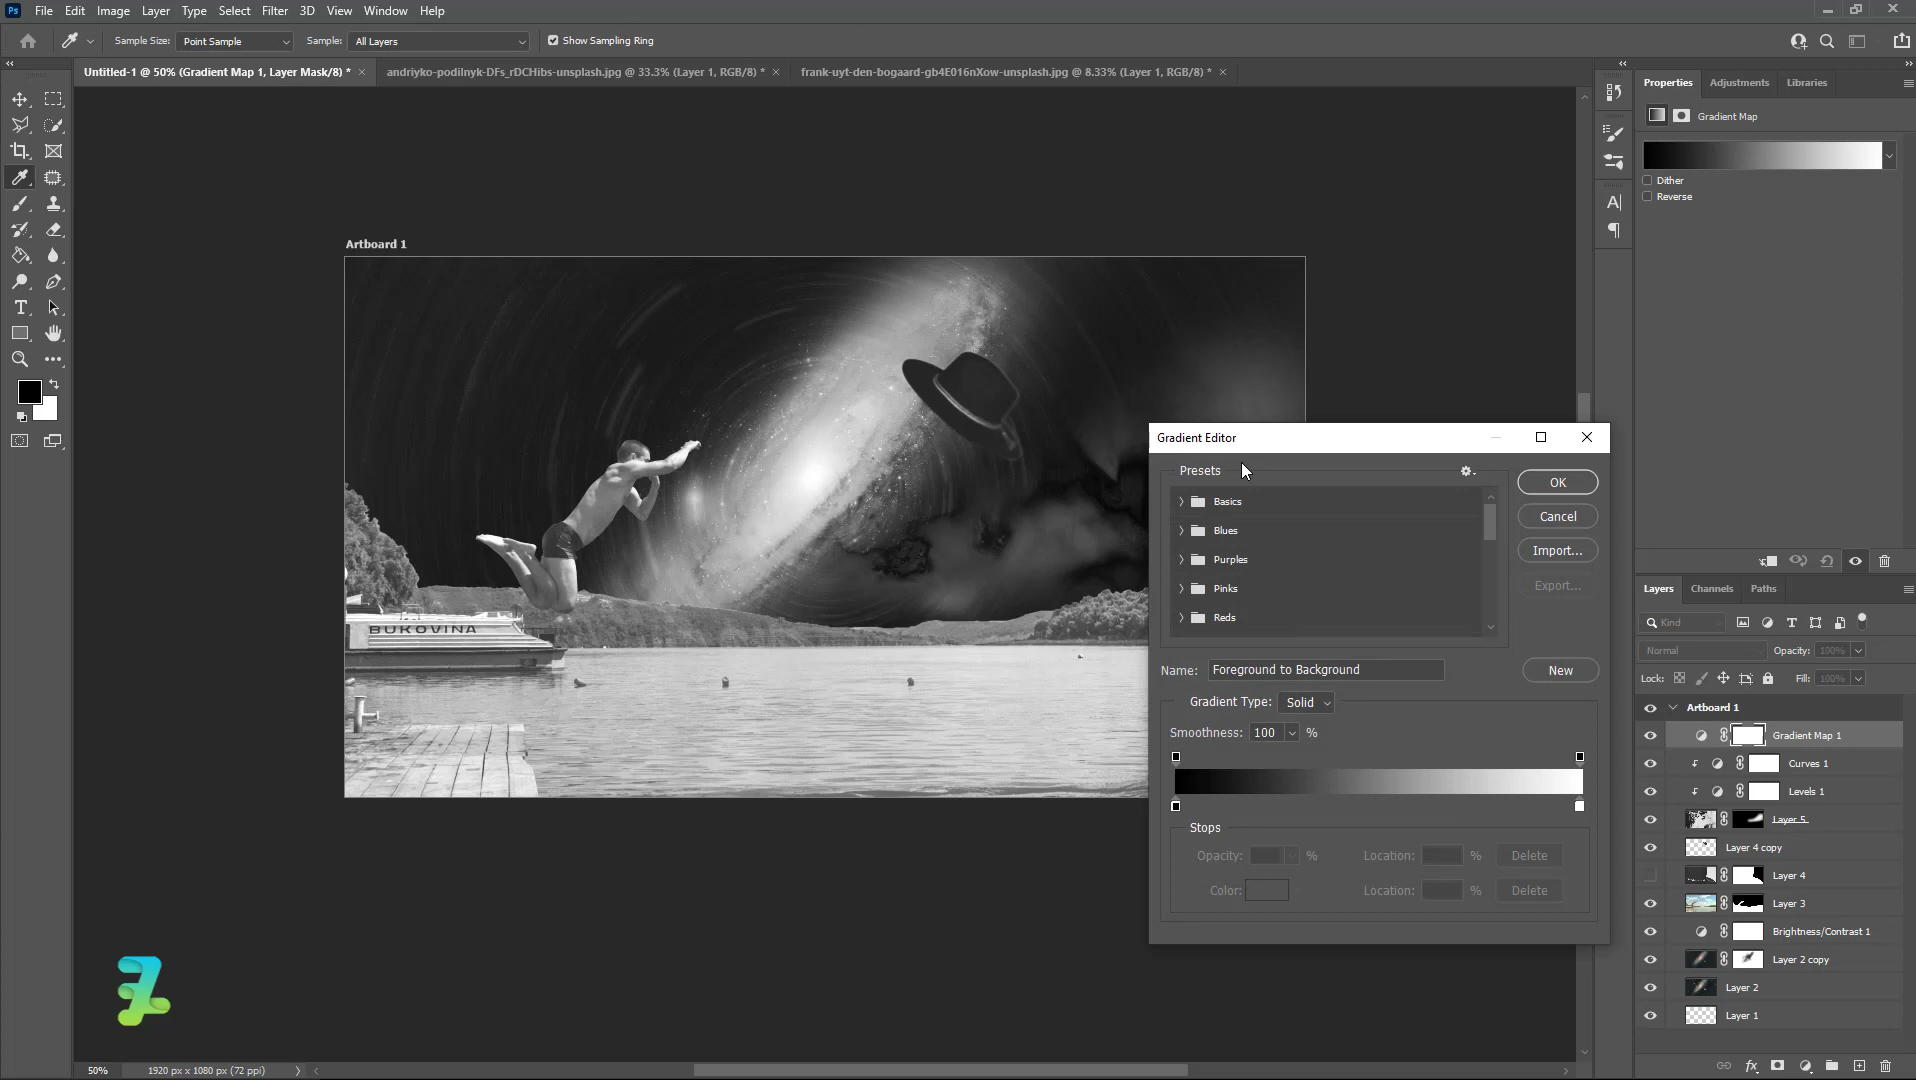 Ps File Edit Image Layer Type Select Filter 3D View Window Help
Sample Size: Point Sample Sample: All Layers Show Sampling Ring
Untitled-1 @ 50% (Gradient Map 1, Layer Mask/8) * andriyko-podilnyk-DFs_rDCHibs-unsplash.jpg @ 33.3% (Layer 1, RGB/8) * frank-uyt-den-bogaard-gb4E016nXow-unsplash.jpg @ 8.33% (Layer 1, RGB/8) *
Properties Adjustments Libraries
Gradient Map
Dither
Reverse
Artboard 1
BUKOVINA
Gradient Editor
Presets
Basics
Blues
Purples
Pinks
Reds
OK
Cancel
Import...
Export...
Name: Foreground to Background New
Gradient Type: Solid
Smoothness: 100 %
Stops
Opacity: % Location: % Delete
Color: Location: % Delete
Layers Channels Paths
Kind
Normal Opacity: 100%
Lock: Fill: 100%
Artboard 1
Gradient Map 1
Curves 1
Levels 1
Layer 5
Layer 4 copy
Layer 4
Layer 3
Brightness/Contrast 1
Layer 2 copy
Layer 2
Layer 1
50% 1920 px x 1080 px (72 ppi)